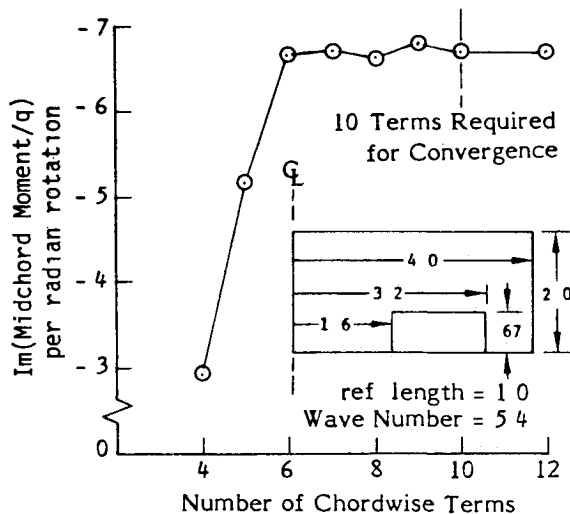 -7
-6
-5
-4
-3
0
Im(Midchord Moment/q)
per radian rotation
10 Terms Required
for Convergence
CL
4 0
3 2
1 6
67
2 0
ref length = 1 0
Wave Number = 5 4
4 6 8 10 12
Number of Chordwise Terms